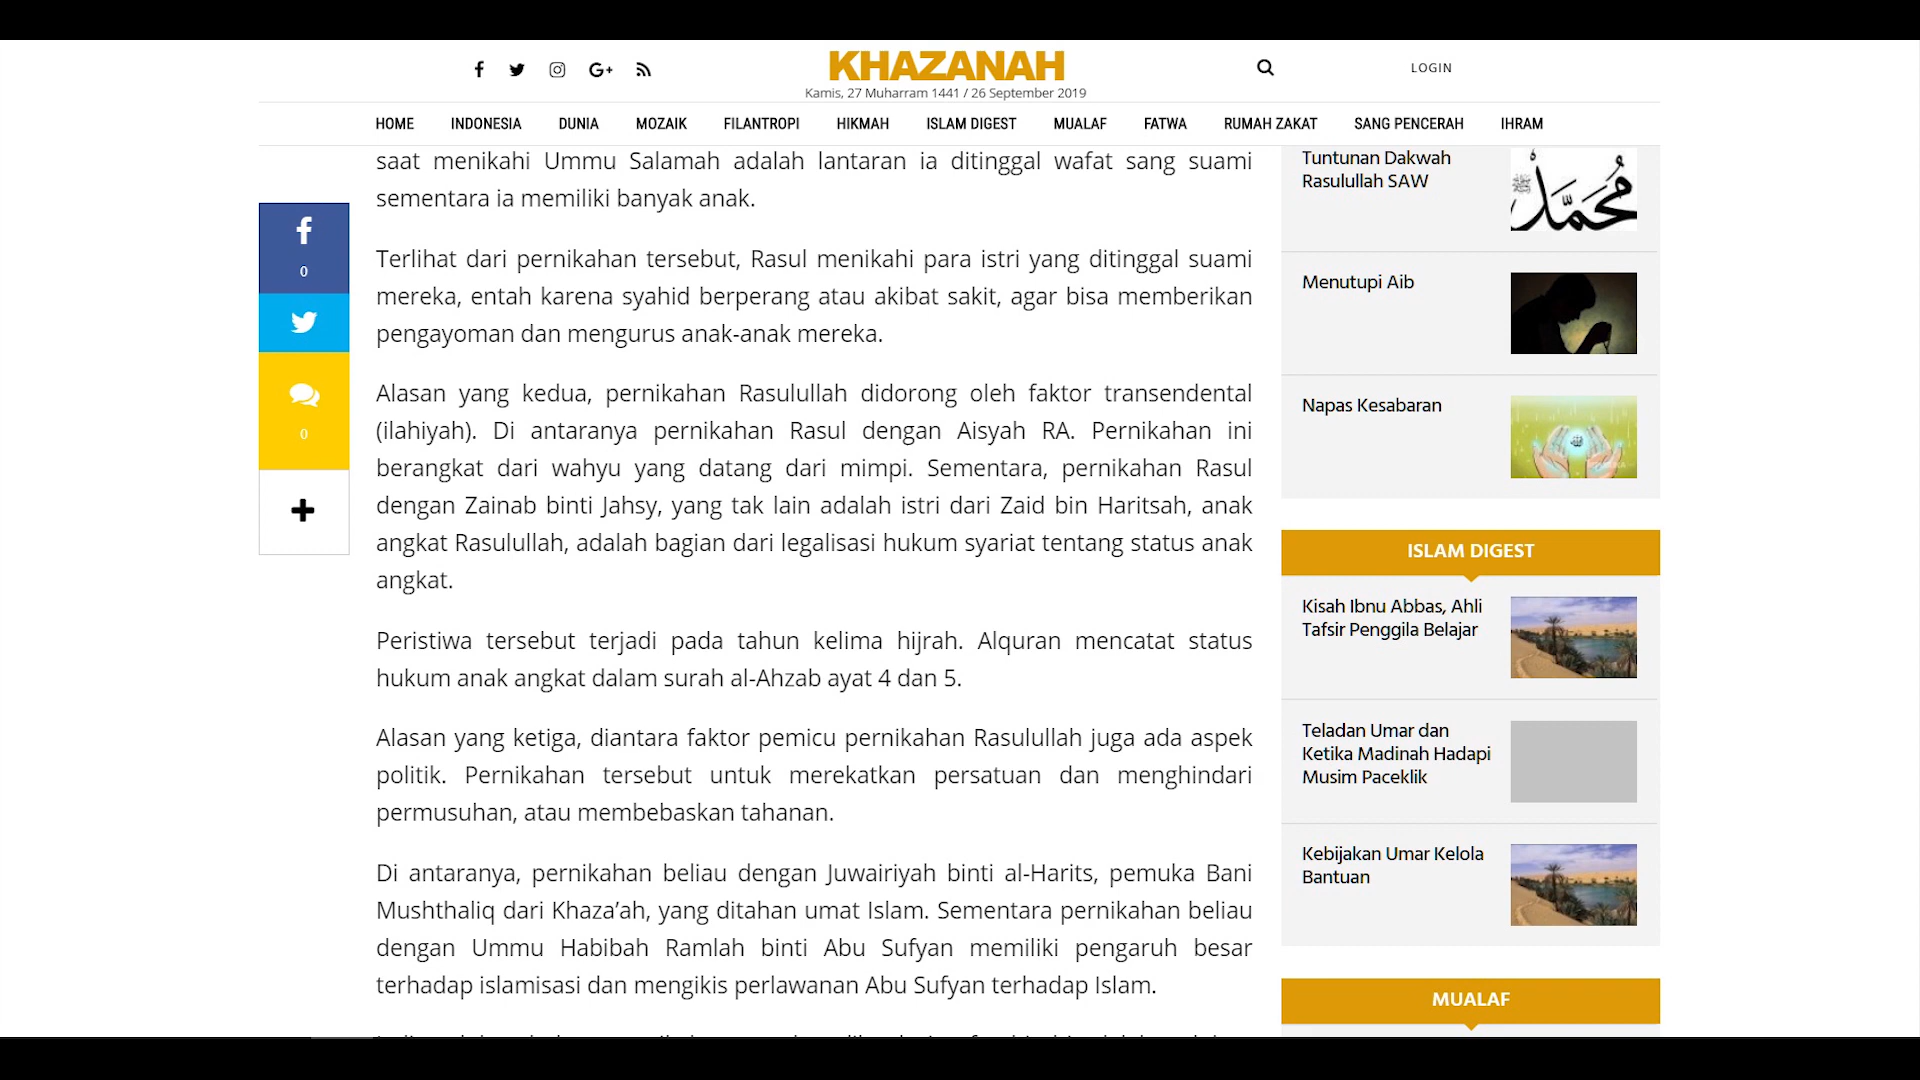 KHAZANAH
Kamis, 27 Muharram 1441 / 26 September 2019
LOGIN
HOME INDONESIA DUNIA MOZAIK FILANTROPI HIKMAH ISLAM DIGEST MUALAF FATWA RUMAH ZAKAT SANG PENCERAH IHRAM
0
0
saat menikahi Ummu Salamah adalah lantaran ia ditinggal wafat sang suami
sementara ia memiliki banyak anak.
Terlihat dari pernikahan tersebut, Rasul menikahi para istri yang ditinggal suami
mereka, entah karena syahid berperang atau akibat sakit, agar bisa memberikan
pengayoman dan mengurus anak-anak mereka.
Alasan yang kedua, pernikahan Rasulullah didorong oleh faktor transendental
(ilahiyah). Di antaranya pernikahan Rasul dengan Aisyah RA. Pernikahan ini
berangkat dari wahyu yang datang dari mimpi. Sementara, pernikahan Rasul
dengan Zainab binti Jahsy, yang tak lain adalah istri dari Zaid bin Haritsah, anak
angkat Rasulullah, adalah bagian dari legalisasi hukum syariat tentang status anak
angkat.
Peristiwa tersebut terjadi pada tahun kelima hijrah. Alquran mencatat status
hukum anak angkat dalam surah al-Ahzab ayat 4 dan 5.
Alasan yang ketiga, diantara faktor pemicu pernikahan Rasulullah juga ada aspek
politik. Pernikahan tersebut untuk merekatkan persatuan dan menghindari
permusuhan, atau membebaskan tahanan.
Di antaranya, pernikahan beliau dengan Juwairiyah binti al-Harits, pemuka Bani
Mushthaliq dari Khaza’ah, yang ditahan umat Islam. Sementara pernikahan beliau
dengan Ummu Habibah Ramlah binti Abu Sufyan memiliki pengaruh besar
terhadap islamisasi dan mengikis perlawanan Abu Sufyan terhadap Islam.
Tuntunan Dakwah
Rasulullah SAW
محمد
Menutupi Aib
Napas Kesabaran
ISLAM DIGEST
Kisah Ibnu Abbas, Ahli
Tafsir Penggila Belajar
Teladan Umar dan
Ketika Madinah Hadapi
Musim Paceklik
Kebijakan Umar Kelola
Bantuan
MUALAF